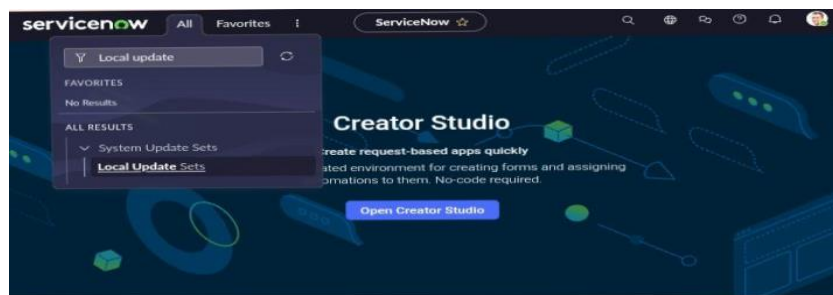 servicenow All Favorites ServiceNow
Local update
FAVORITES
No Results
ALL RESULTS
System Update Sets
Local Update Sets
Creator Studio
create request-based apps quickly
ated environment for creating forms and assigning
omations to them. No-code required.
Open Creator Studio